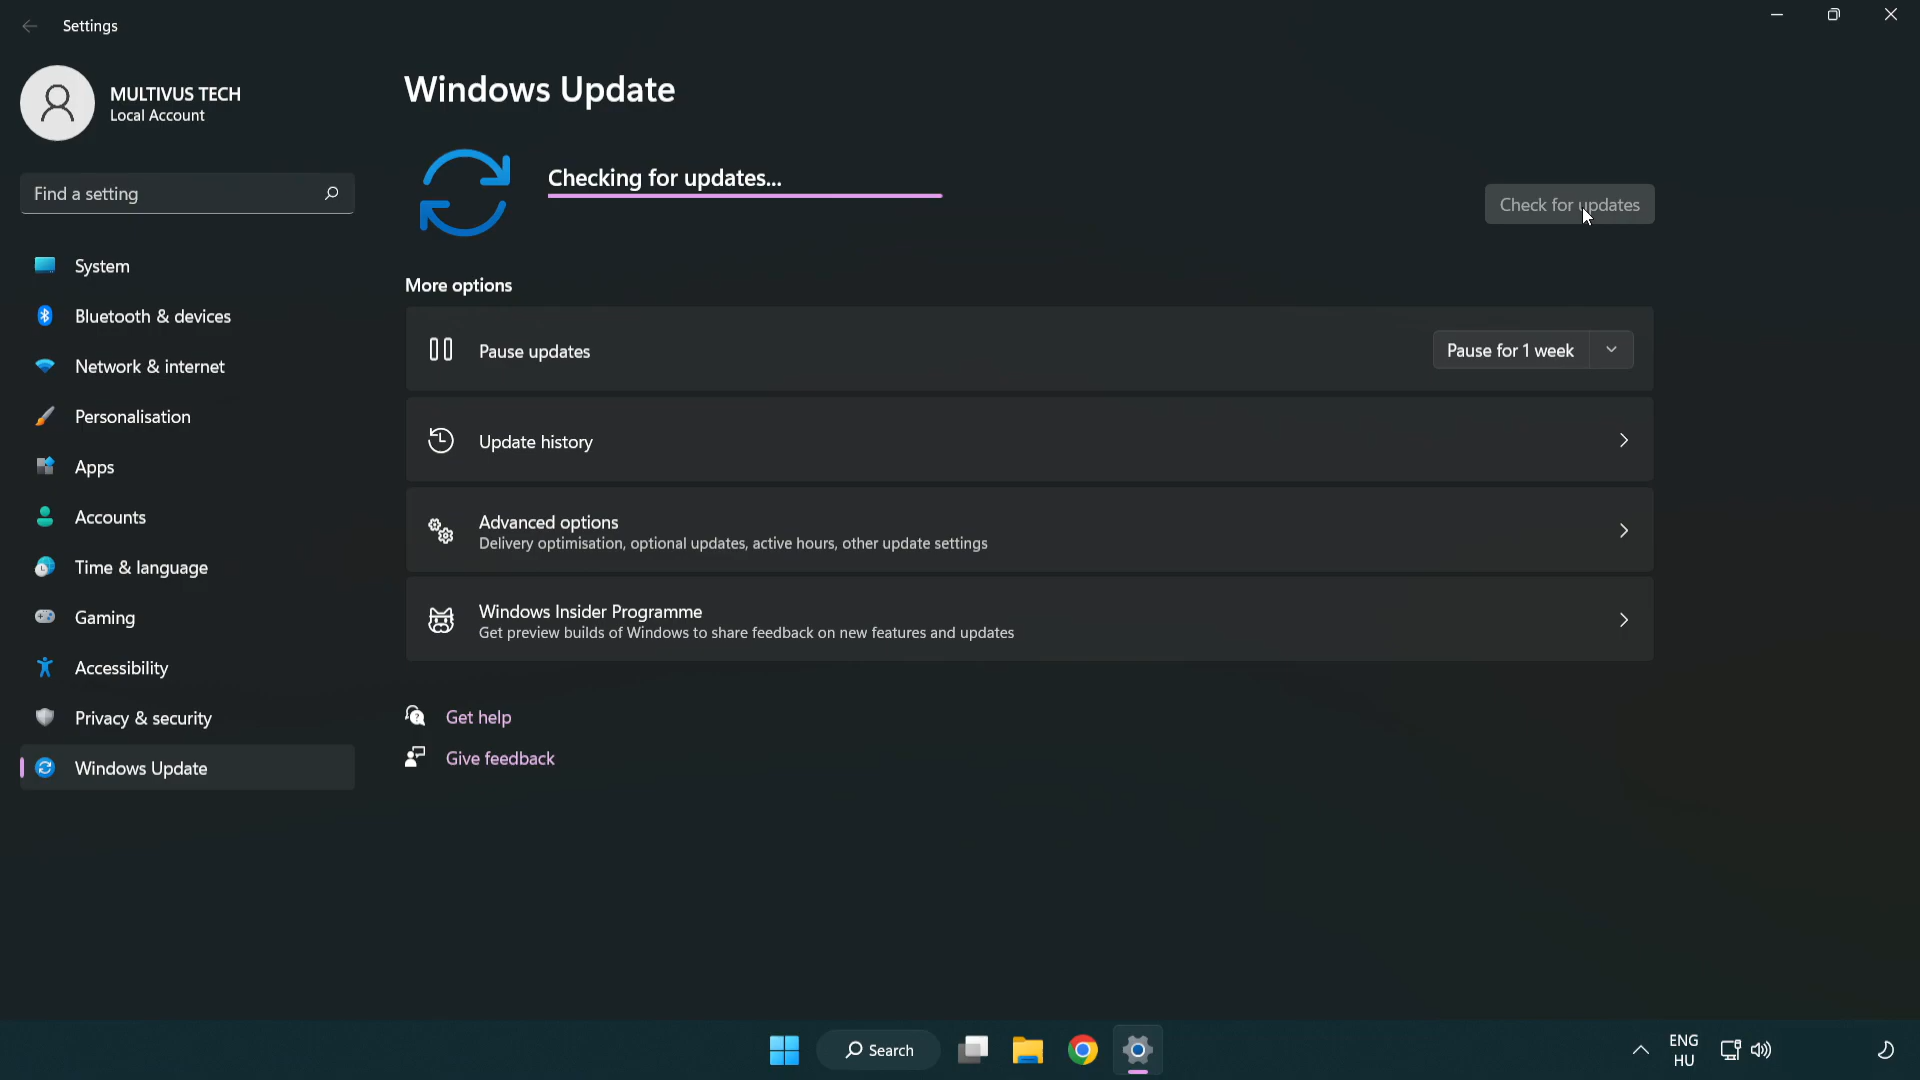 Settings
MULTIVUS TECH
Local Account
Find a setting
System
Bluetooth & devices
Network & internet
Personalisation
Apps
Accounts
Time & language
Gaming
Accessibility
Privacy & security
Windows Update
Windows Update
Checking for updates...
Check for updates
More options
Pause updates
Pause for 1 week
Update history
Advanced options
Delivery optimisation, optional updates, active hours, other update settings
Windows Insider Programme
Get preview builds of Windows to share feedback on new features and updates
Get help
Give feedback
Search
ENG
HU